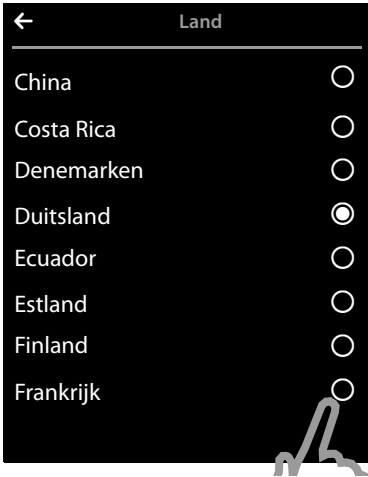 Land
China
Costa Rica
Denemarken
Duitsland
Ecuador
Estland
Finland
Frankrijk